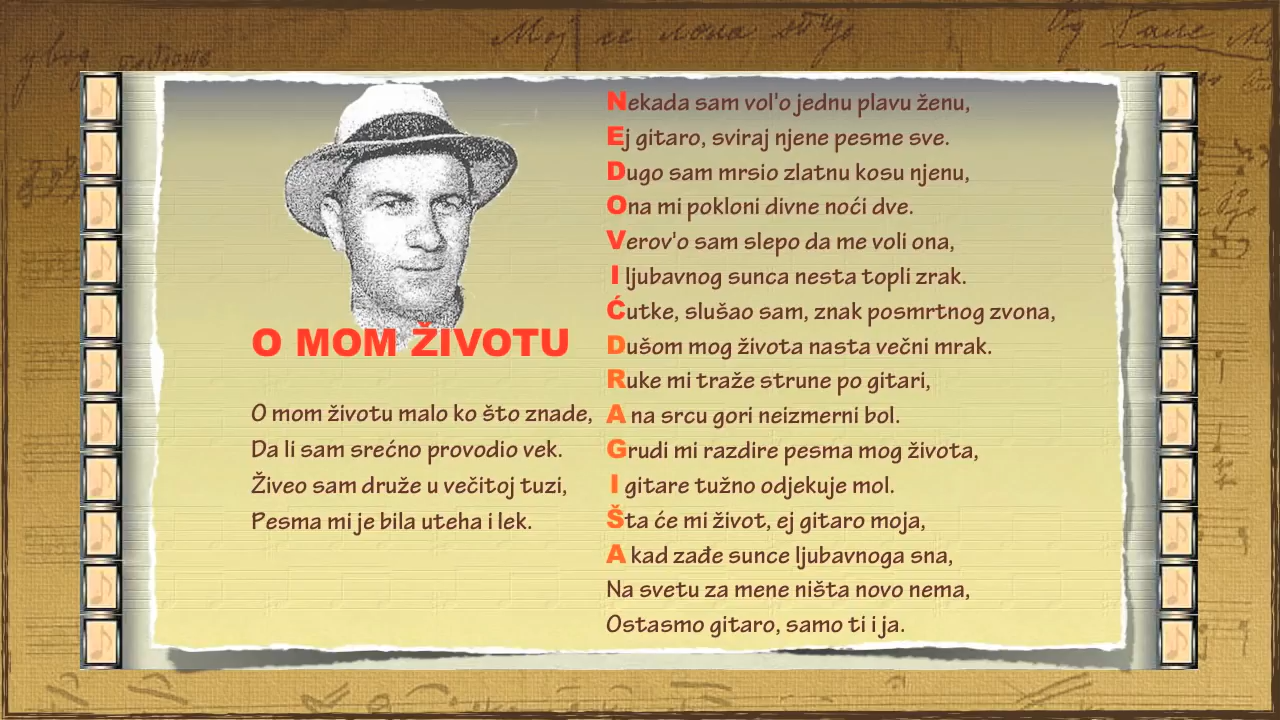 O MOM ŽIVOTU
O mom životu malo ko što znade,
Da li sam srećno provodio vek.
Živeo sam druže u večitoj tuzi,
Pesma mi je bila uteha i lek.
Nekada sam vol'o jednu plavu ženu,
Ej gitaro, sviraj njene pesme sve.
Dugo sam mrsio zlatnu kosu njenu,
Ona mi pokloni divne noći dve.
Verov'o sam slepo da me voli ona,
I ljubavnog sunca nesta topli zrak.
Ćutke, slušao sam, znak posmrtnog zvona,
Dušom mog života nasta večni mrak.
Ruke mi traže strune po gitari,
A na srcu gori neizmerni bol.
Grudi mi razdire pesma mog života,
I gitare tužno odjekuje mol.
Šta će mi život, ej gitaro moja,
A kad zađe sunce ljubavnoga sna,
Na svetu za mene ništa novo nema,
Ostasmo gitaro, samo ti i ja.